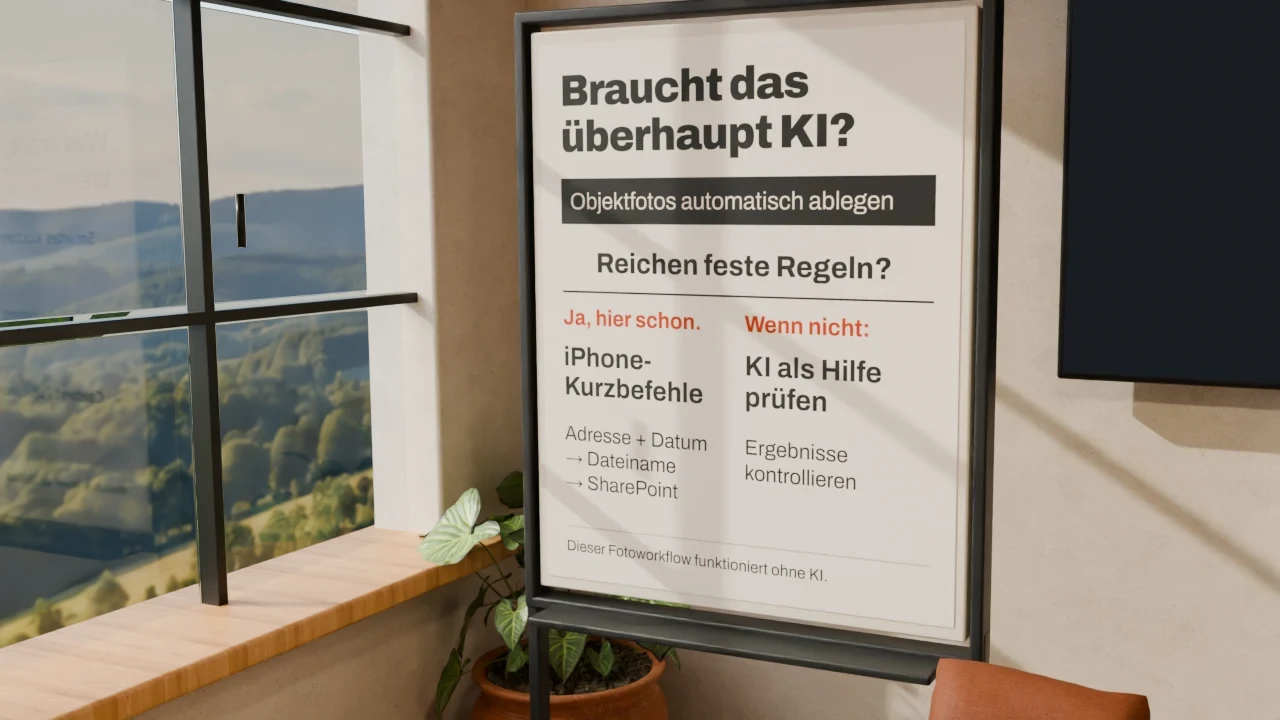 Braucht das
überhaupt KI?
Objektfotos automatisch ablegen
Reichen feste Regeln?
Ja, hier schon.
iPhone-
Kurzbefehle
Adresse + Datum
→ Dateiname
→ SharePoint
Wenn nicht:
KI als Hilfe
prüfen
Ergebnisse
kontrollieren
Dieser Fotoworkflow funktioniert ohne KI.